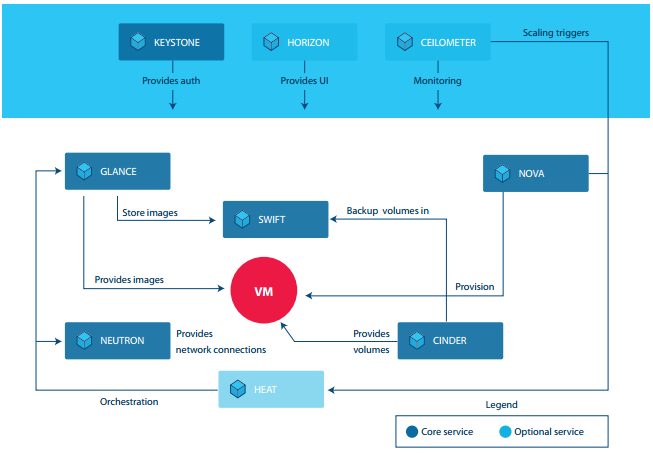 Scaling triggers
KEYSTONE
HORIZON
CEILOMETER
Provides auth
Provides UI
Monitoring
GLANCE
NOVA
Store images
SWIFT
Backup volumes in
Provides images
VM
Provision
NEUTRON
Provides
network connections
Provides
volumes
CINDER
HEAT
Orchestration
Legend
Core service
Optional service